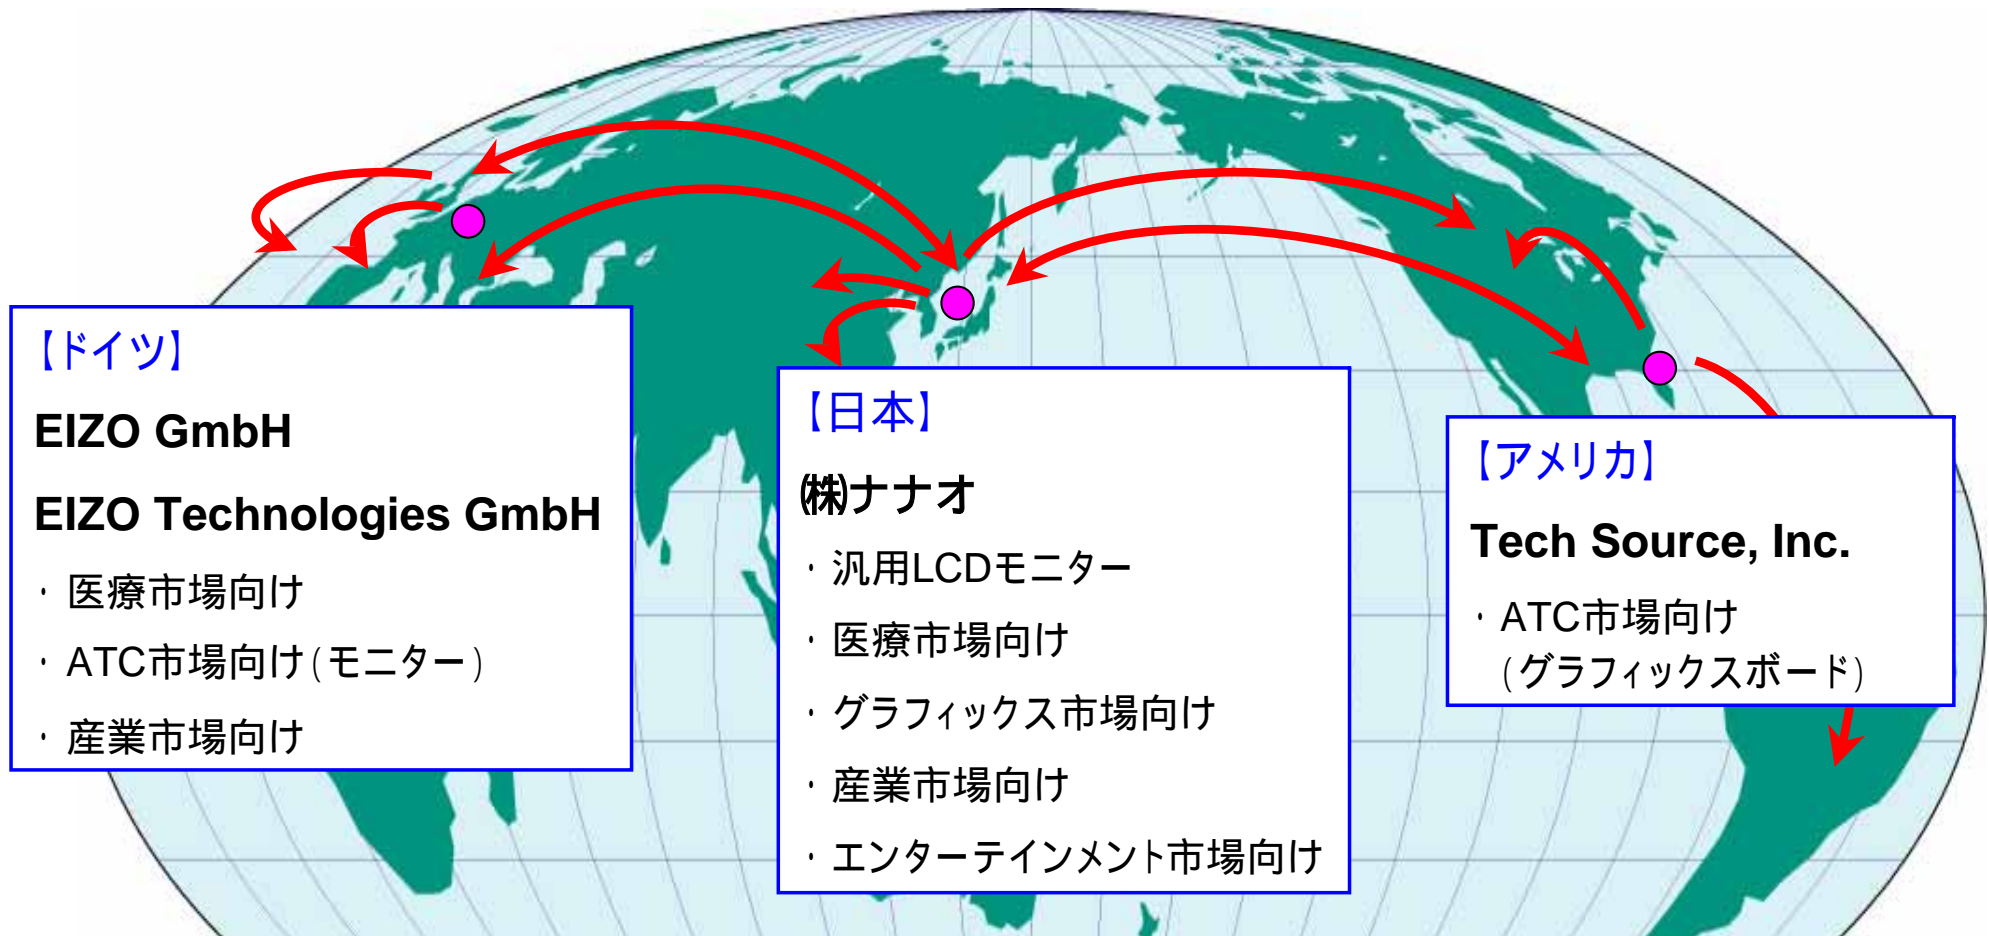 【ドイツ】
EIZO GmbH
EIZO Technologies GmbH
・医療市場向け
・ATC市場向け(モニター)
・産業市場向け
【日本】
㈱ナナオ
・汎用LCDモニター
・医療市場向け
・グラフィックス市場向け
・産業市場向け
・エンターテインメント市場向け
【アメリカ】
Tech Source, Inc.
・ATC市場向け
(グラフィックスボード)